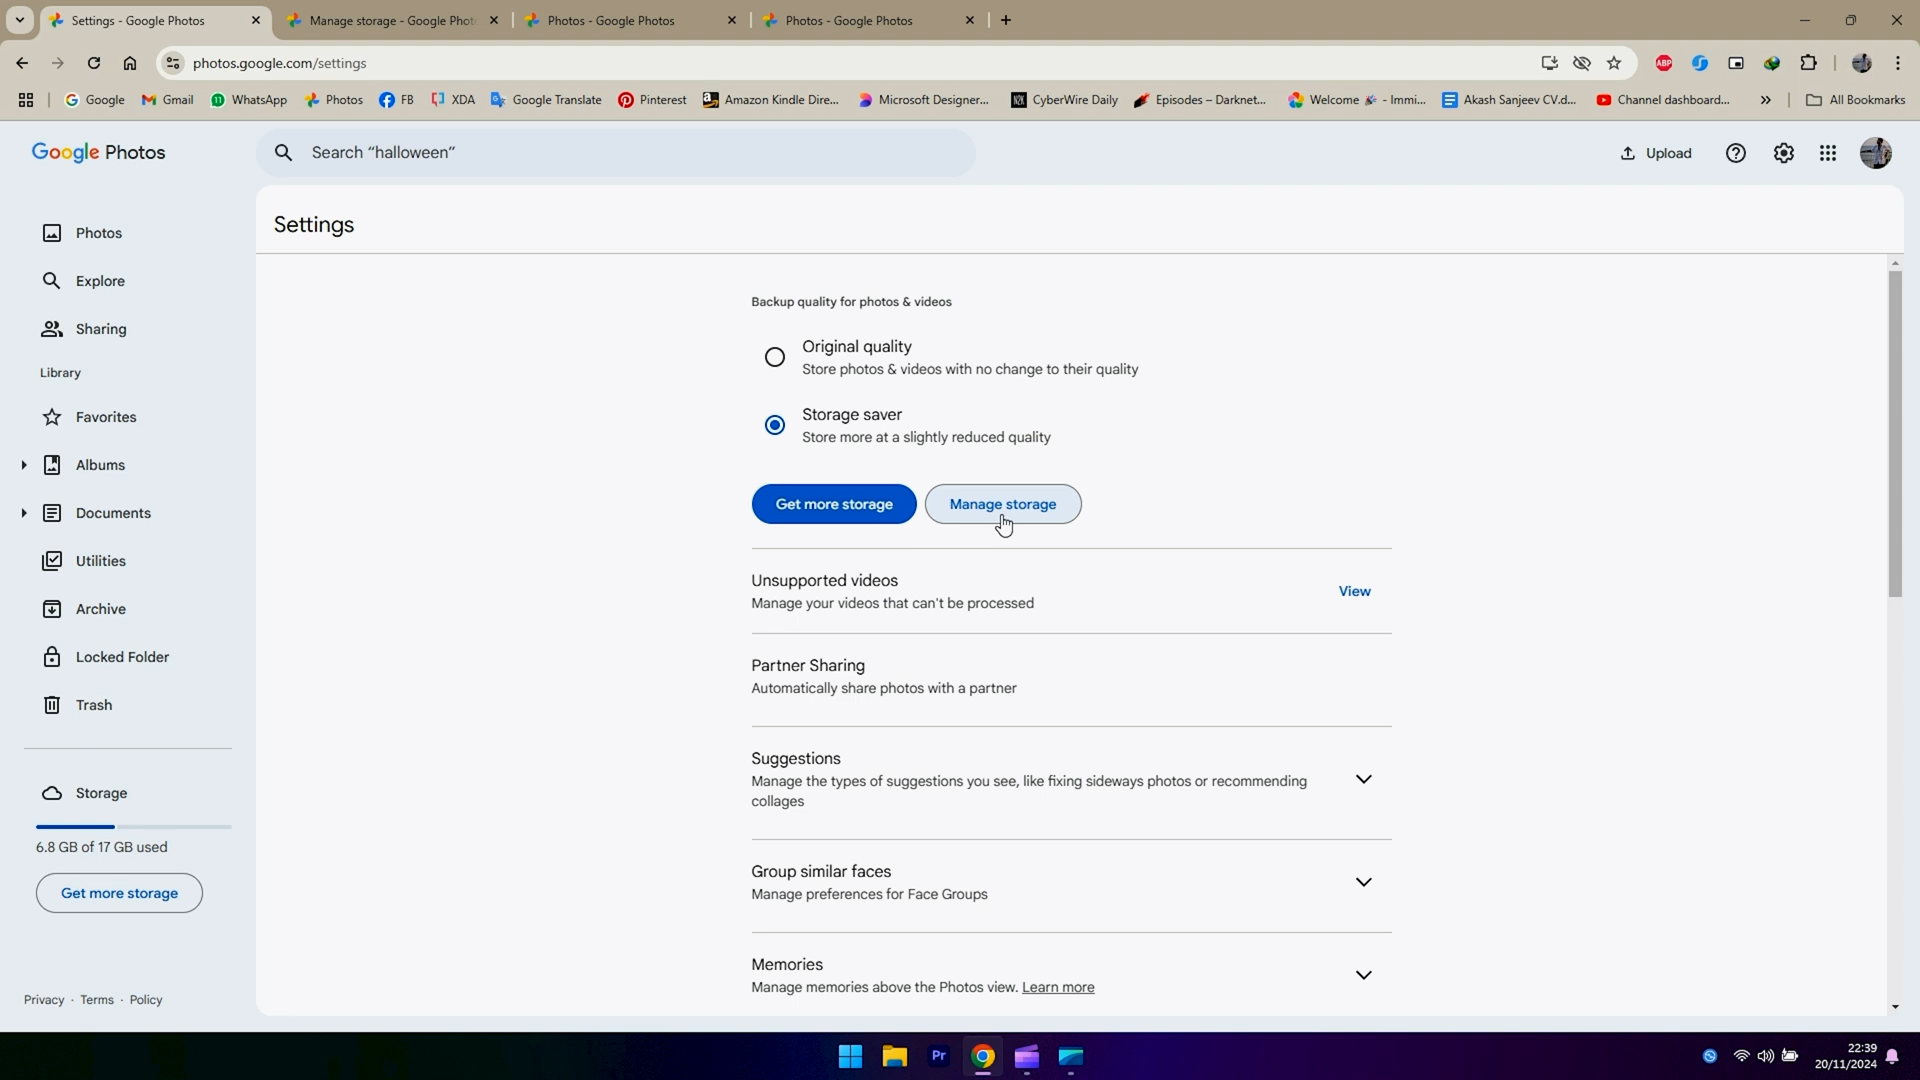 Settings - Google Photos
Manage storage - Google Phot
Photos - Google Photos
Photos - Google Photos
photos.google.com/settings
ABP
Google
Gmail
WhatsApp
Photos
FB
XDA
Google Translate
Pinterest
Amazon Kindle Dire...
Microsoft Designer...
CyberWire Daily
Episodes – Darknet...
Welcome 🎉 - Immi...
Akash Sanjeev CV.d...
Channel dashboard...
»
All Bookmarks
Google Photos
Search “halloween”
Upload
Settings
Photos
Explore
Sharing
Library
Favorites
Albums
Documents
Utilities
Archive
Locked Folder
Trash
Storage
6.8 GB of 17 GB used
Get more storage
Privacy · Terms · Policy
Backup quality for photos & videos
Original quality
Store photos & videos with no change to their quality
Storage saver
Store more at a slightly reduced quality
Get more storage
Manage storage
Unsupported videos
Manage your videos that can't be processed
View
Partner Sharing
Automatically share photos with a partner
Suggestions
Manage the types of suggestions you see, like fixing sideways photos or recommending
collages
Group similar faces
Manage preferences for Face Groups
Memories
Manage memories above the Photos view. Learn more
Pr
22:39
20/11/2024